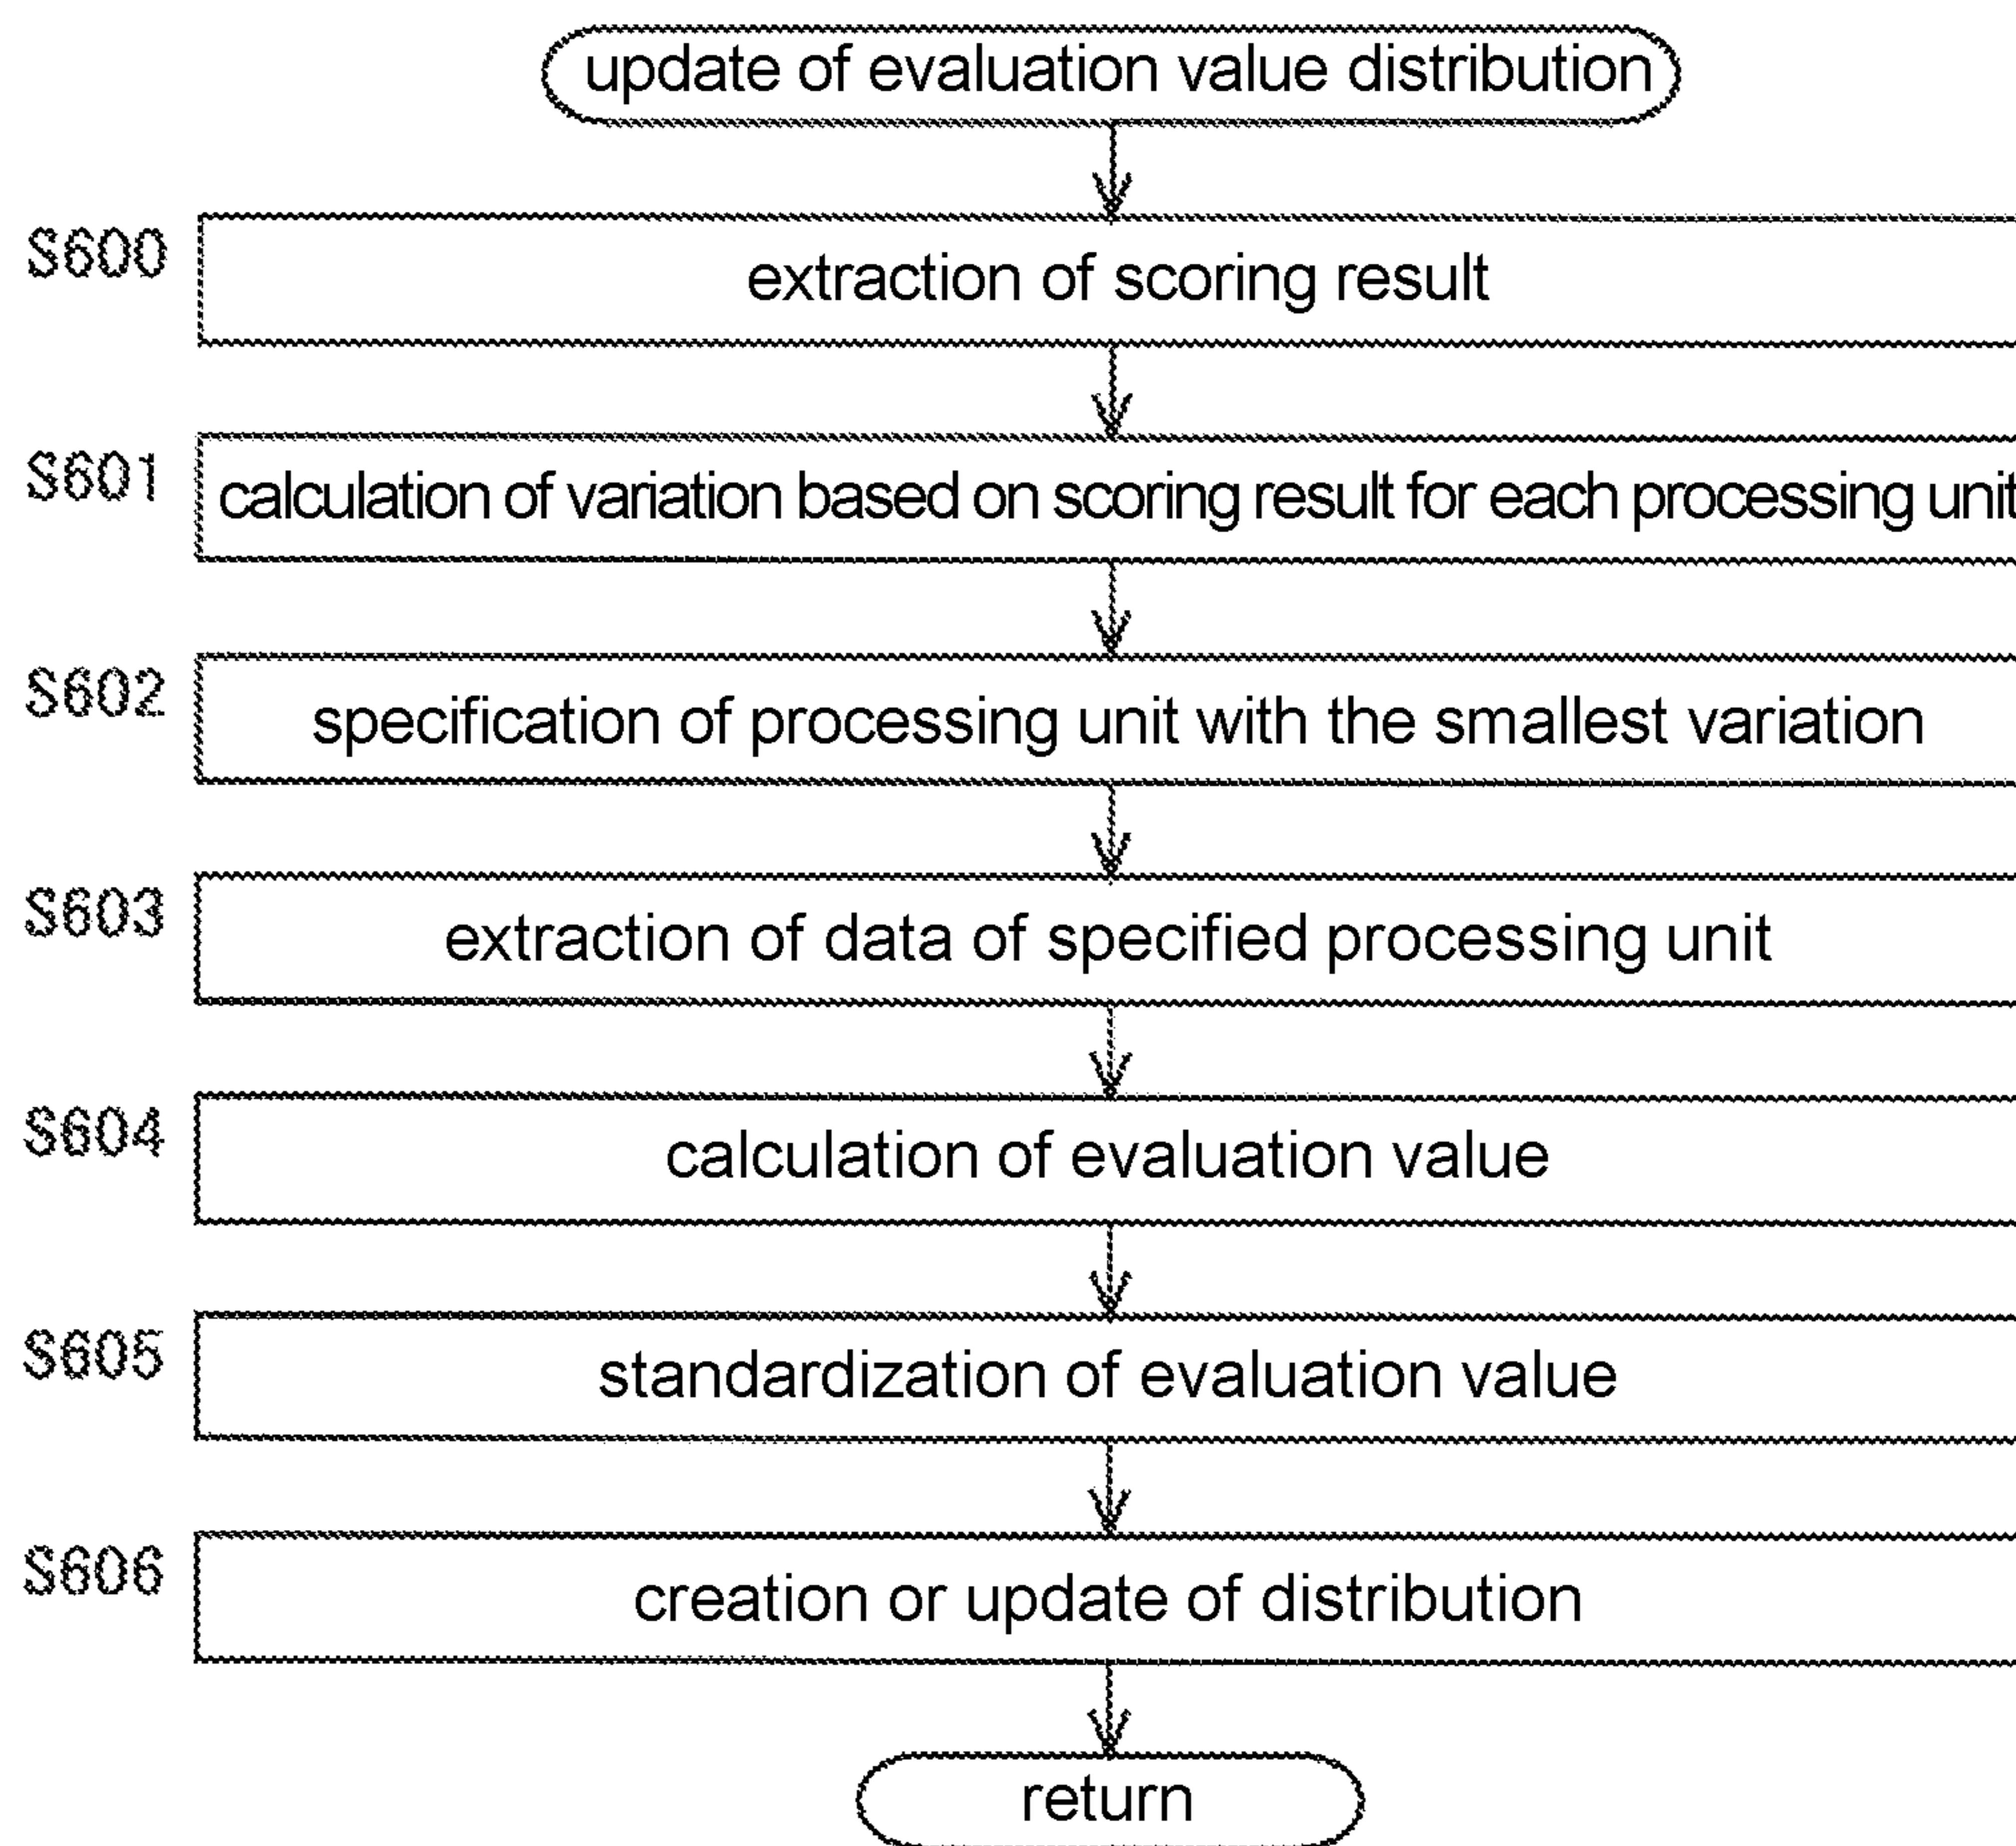 update of evaluation value distribution
S600
extraction of scoring result
S601
calculation of variation based on scoring result for each processing unit
S602
specification of processing unit with the smallest variation
S603
extraction of data of specified processing unit
S604
calculation of evaluation value
S605
standardization of evaluation value
S606
creation or update of distribution
return